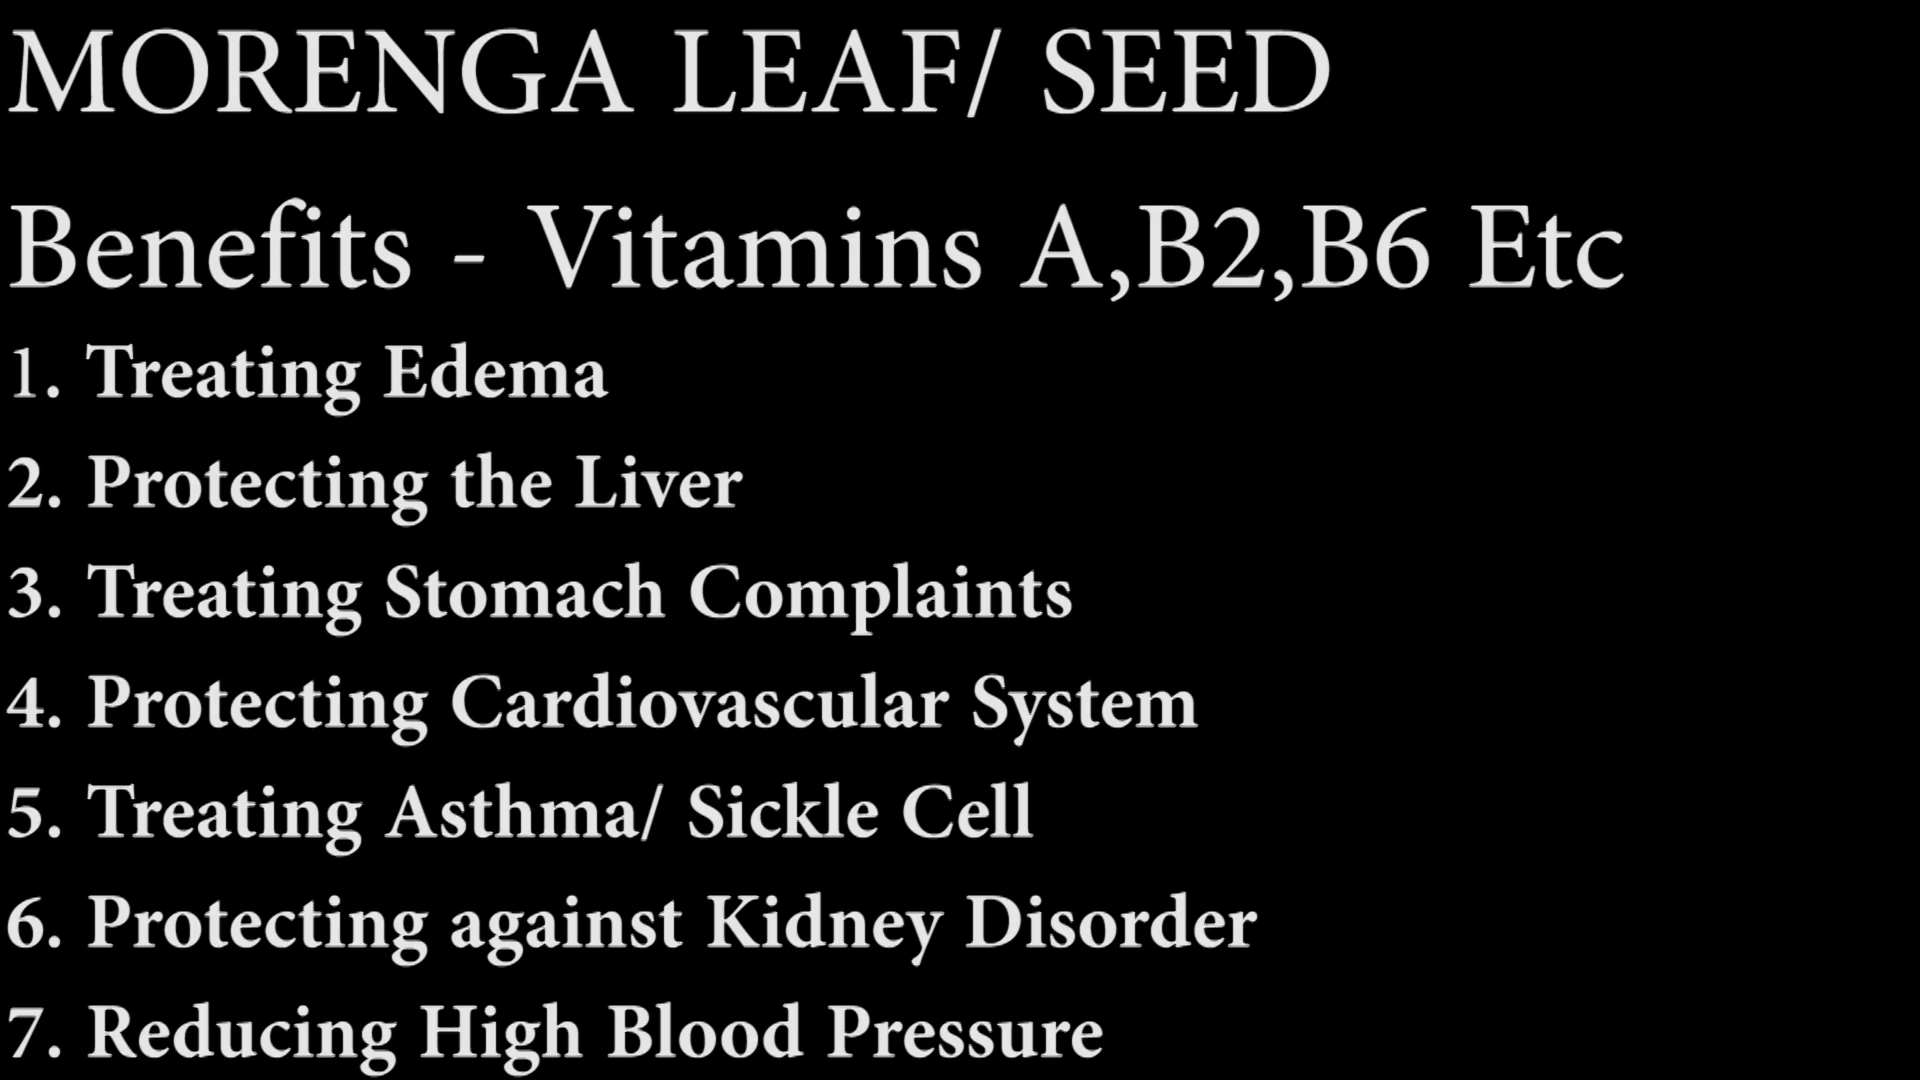 MORENGA LEAF/ SEED
Benefits - Vitamins A,B2,B6 Etc
1. Treating Edema
2. Protecting the Liver
3. Treating Stomach Complaints
4. Protecting Cardiovascular System
5. Treating Asthma/ Sickle Cell
6. Protecting against Kidney Disorder
7. Reducing High Blood Pressure